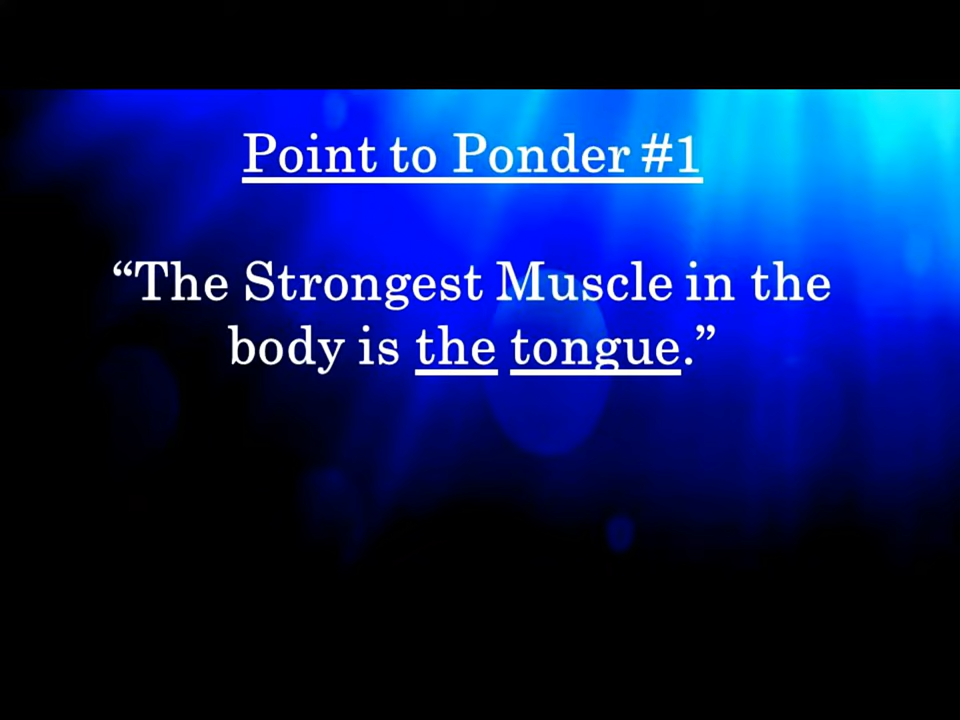 Point to Ponder #1
“The Strongest Muscle in the
body is the tongue.”